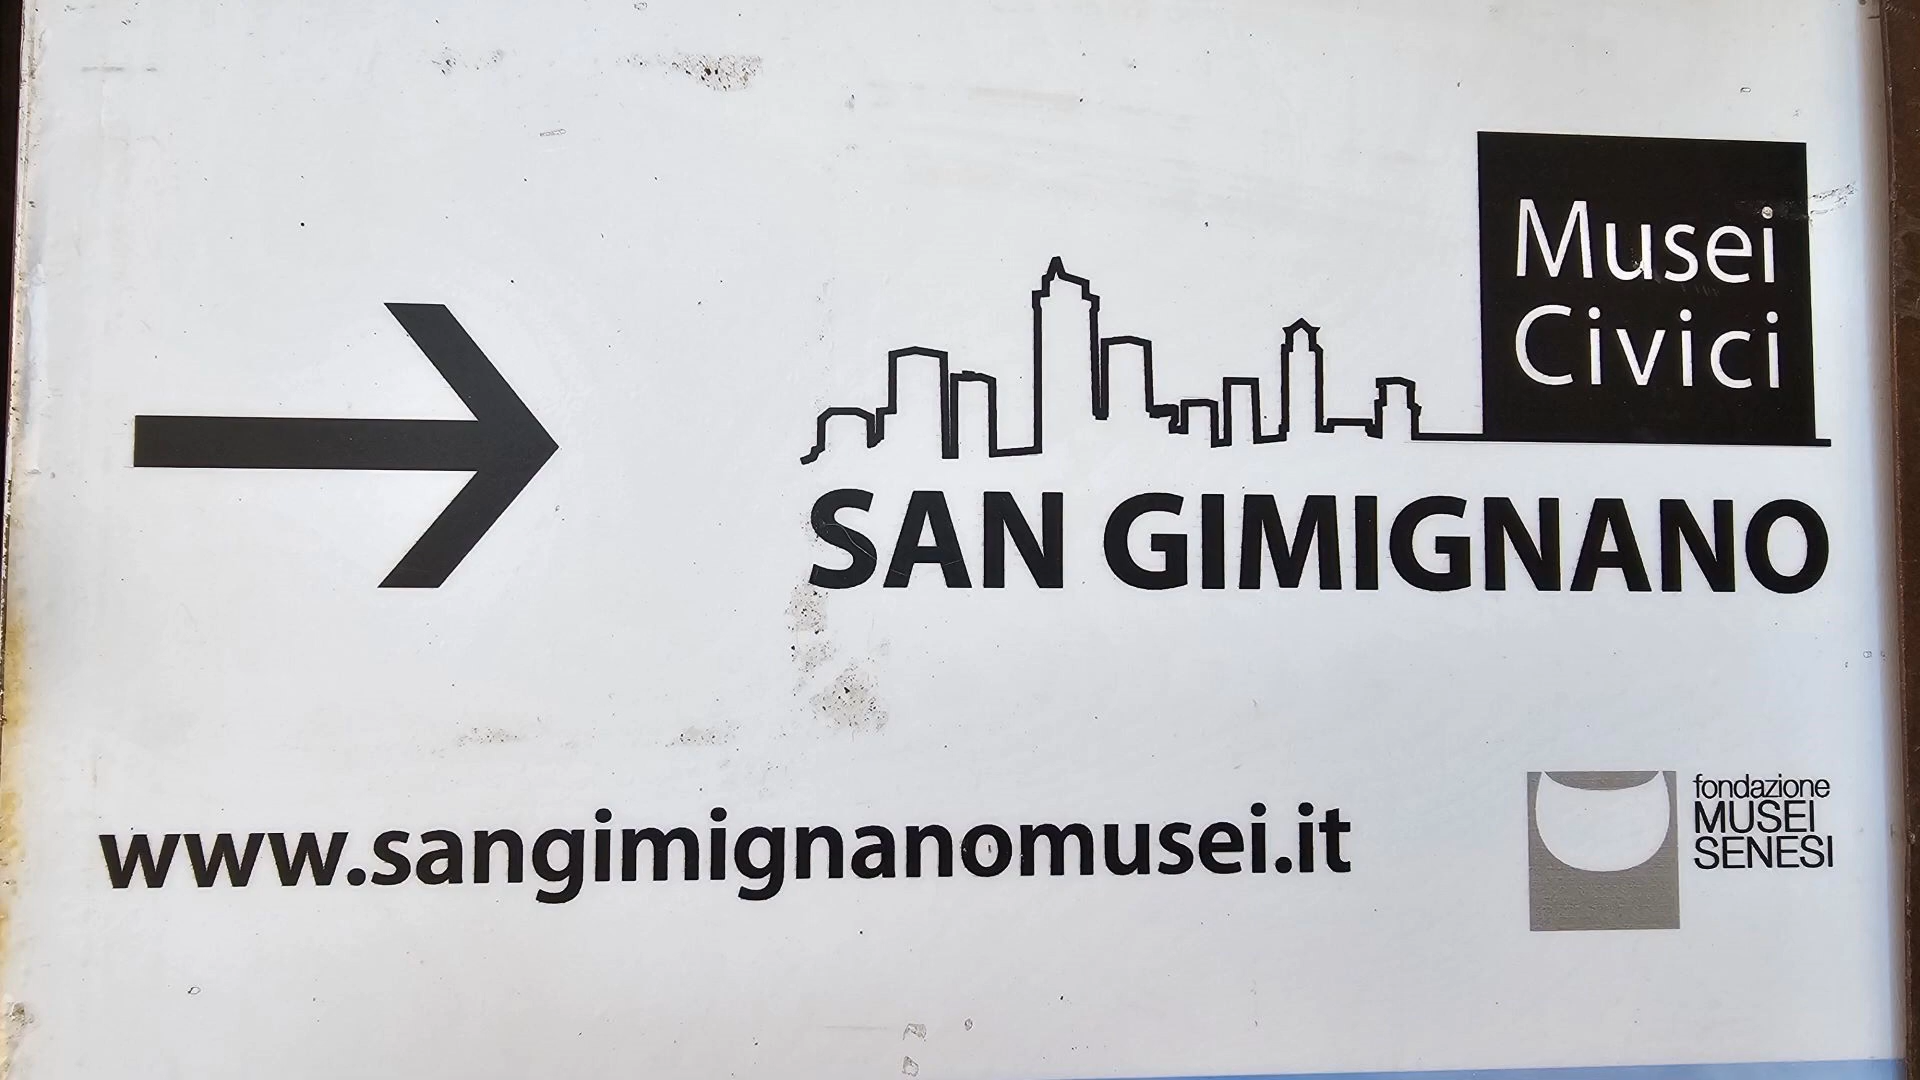 Musei
Civici
SAN GIMIGNANO
www.sangimignanomusei.it
fondazione
MUSEI
SENESI